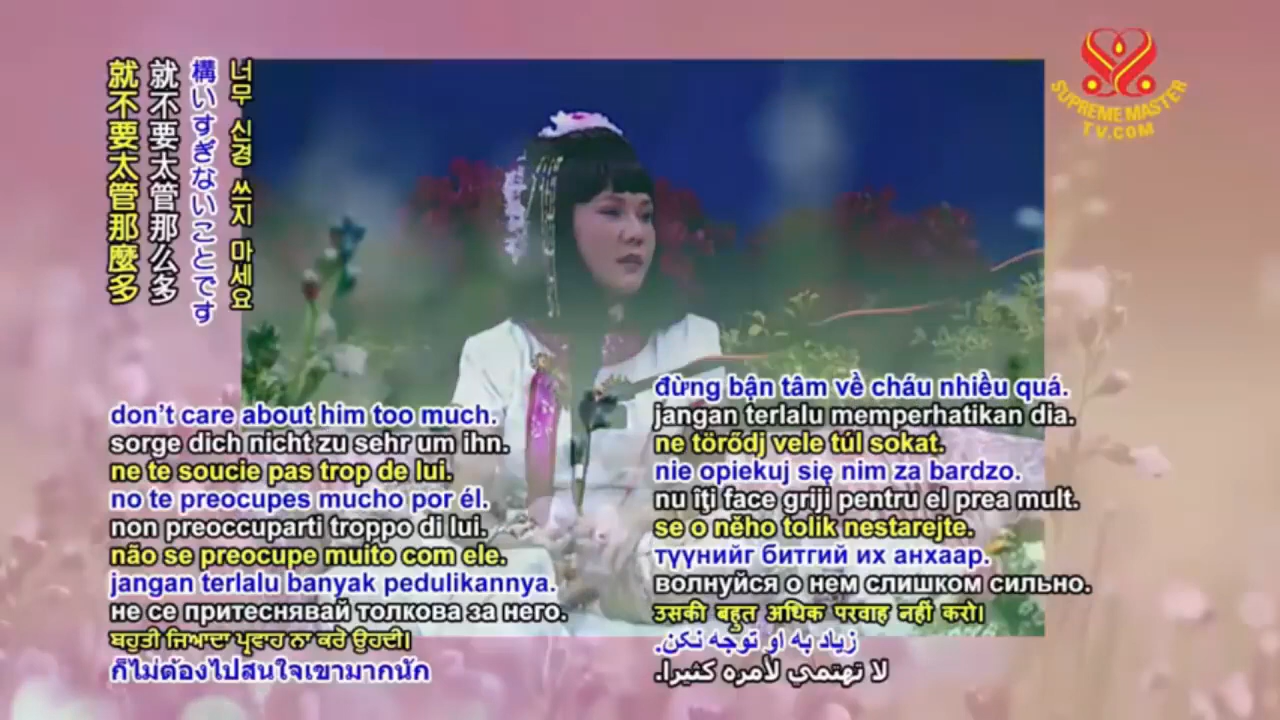 就不要太管那麼多
就不要太管那么多
構いすぎないことです
너무 신경 쓰지 마세요
SUPREME MASTER
TV.COM
don't care about him too much.
sorge dich nicht zu sehr um ihn.
ne te soucie pas trop de lui.
no te preocupes mucho por él.
non preoccuparti troppo di lui.
não se preocupe muito com ele.
jangan terlalu banyak pedulikannya.
не се притеснявай толкова за него.
ਬਹੁਤੀ ਜਿਆਦਾ ਪ੍ਰਵਾਹ ਨਾ ਕਰੋ ਉਹਦੀ।
ก็ไม่ต้องไปสนใจเขามากนัก
đừng bận tâm về cháu nhiều quá.
jangan terlalu memperhatikan dia.
ne törődj vele túl sokat.
nie opiekuj się nim za bardzo.
nu îţi face griji pentru el prea mult.
se o něho tolik nestarejte.
түүнийг битгий их анхаар.
волнуйся о нем слишком сильно.
उसकी बहुत अधिक परवाह नहीं करो।
زیاد به او توجه نکن.
لا تهتمي لأمره كثيرا.